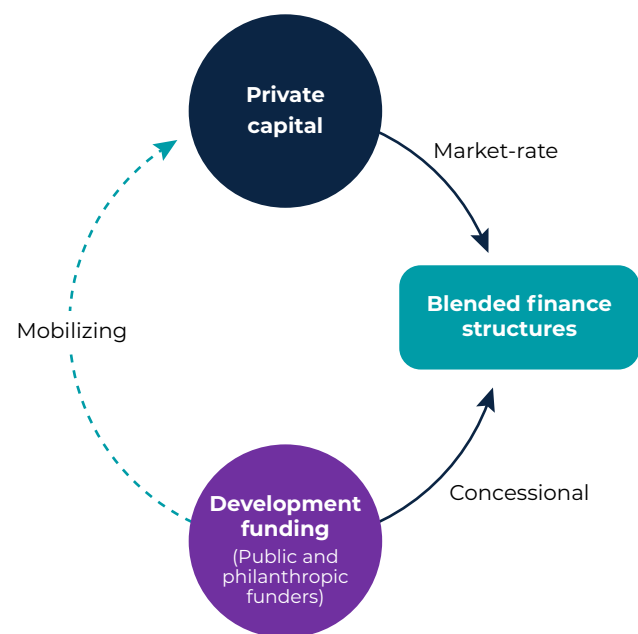 Private
capital
Market-rate
Blended finance
structures
Mobilizing
Concessional
Development
funding
(Public and
philanthropic
funders)